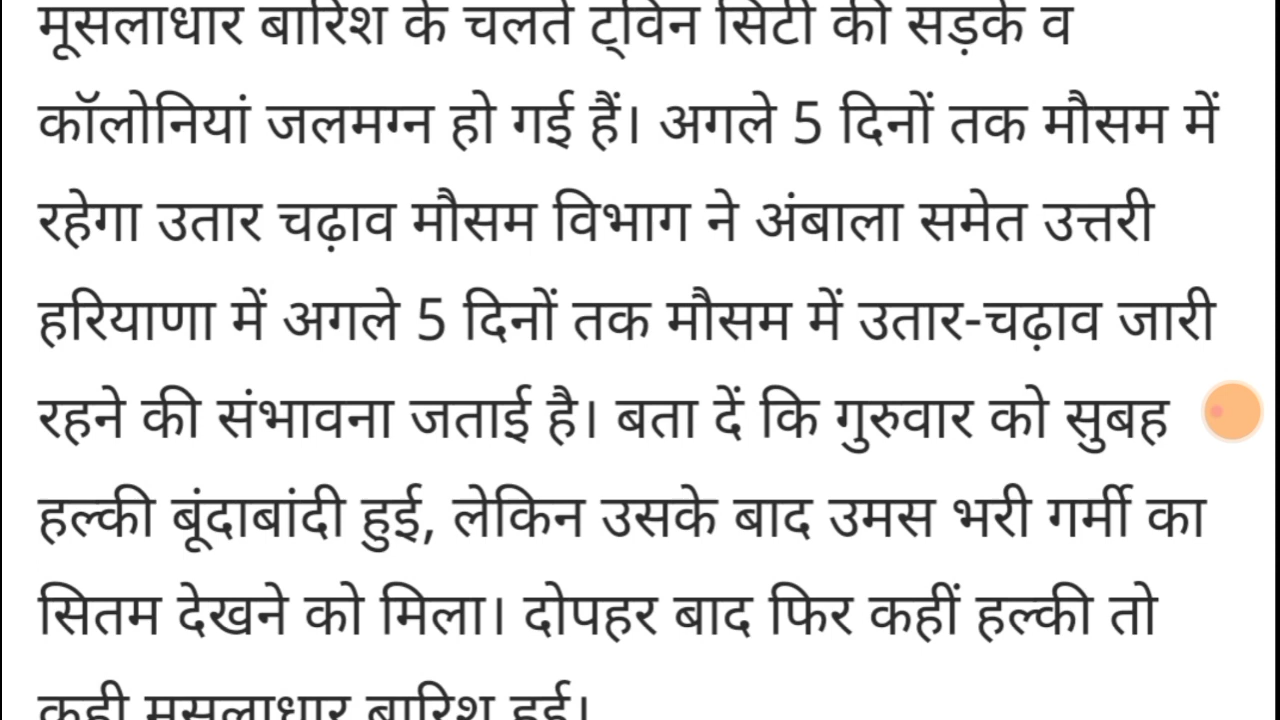 मूसलाधार बारिश के चलते ट्विन सिटी की सड़कें व
कॉलोनियां जलमग्न हो गई हैं। अगले 5 दिनों तक मौसम में
रहेगा उतार चढ़ाव मौसम विभाग ने अंबाला समेत उत्तरी
हरियाणा में अगले 5 दिनों तक मौसम में उतार-चढ़ाव जारी
रहने की संभावना जताई है। बता दें कि गुरुवार को सुबह
हल्की बूंदाबांदी हुई, लेकिन उसके बाद उमस भरी गर्मी का
सितम देखने को मिला। दोपहर बाद फिर कहीं हल्की तो
कही मूसलाधार बारिश हुई।